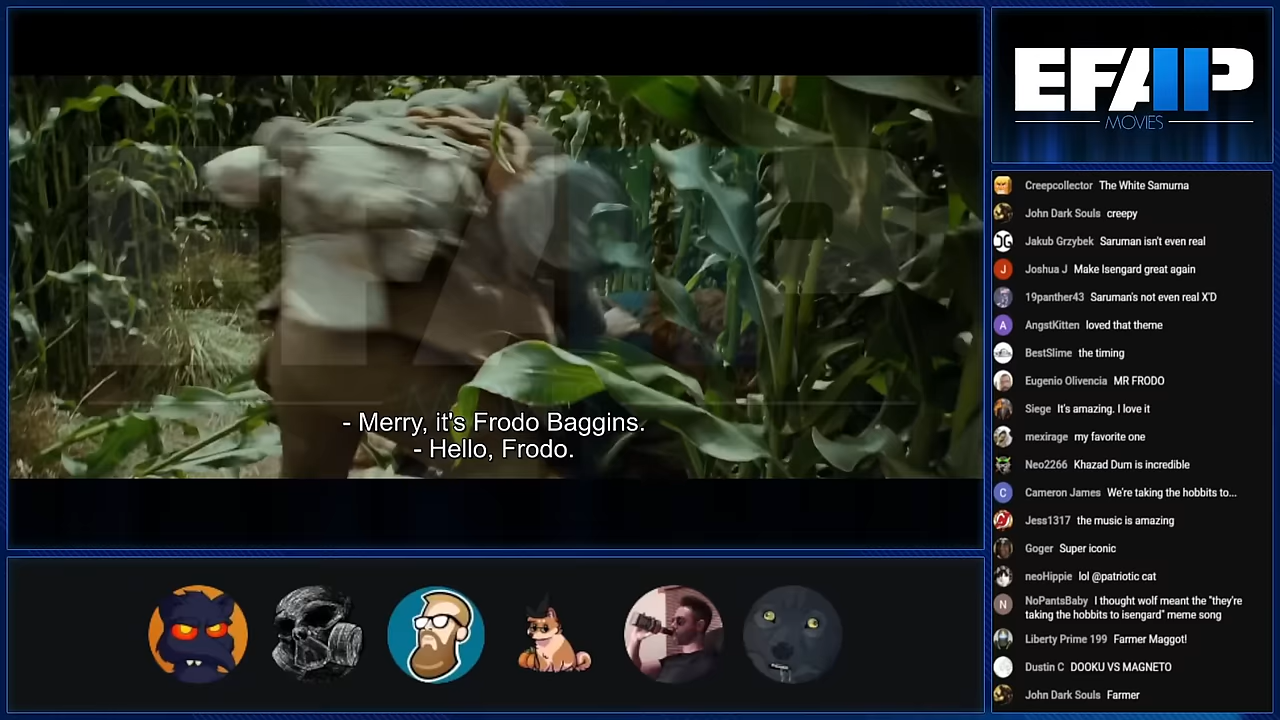 EFAP
MOVIES
- Merry, it's Frodo Baggins.
- Hello, Frodo.
Creepcollector The White Samurna
John Dark Souls creepy
Jakub Grzybek Saruman isn't even real
Joshua J Make Isengard great again
19panther43 Saruman's not even real X'D
AngstKitten loved that theme
BestSlime the timing
Eugenio Olivencia MR FRODO
Siege It's amazing. I love it
mexirage my favorite one
Neo2266 Khazad Dum is incredible
Cameron James We're taking the hobbits to...
Jess1317 the music is amazing
Goger Super iconic
neoHippie lol @patriotic cat
NoPantsBaby I thought wolf meant the "they're
taking the hobbits to isengard" meme song
Liberty Prime 199 Farmer Maggot!
Dustin C DOOKU VS MAGNETO
John Dark Souls Farmer